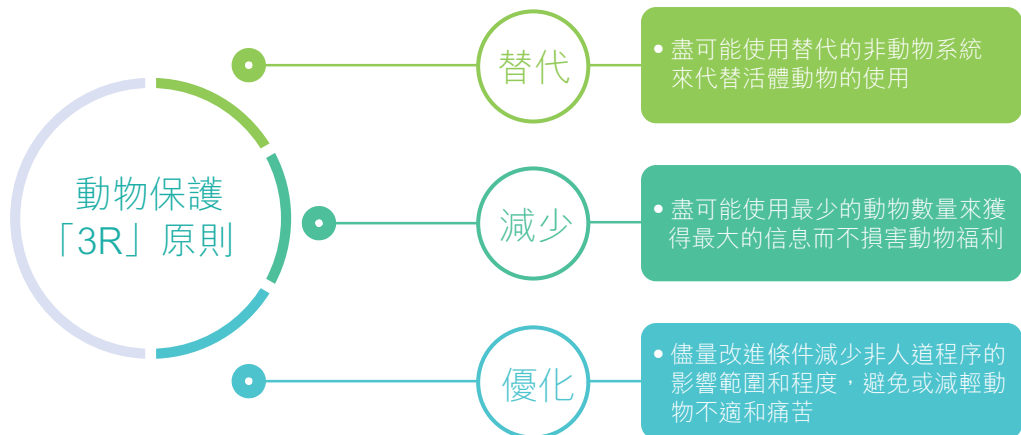 動物保護
「3R」原則
替代
• 盡可能使用替代的非動物系統
來代替活體動物的使用
減少
• 盡可能使用最少的動物數量來獲
得最大的信息而不損害動物福利
優化
• 儘量改進條件減少非人道程序的
影響範圍和程度，避免或減輕動
物不適和痛苦